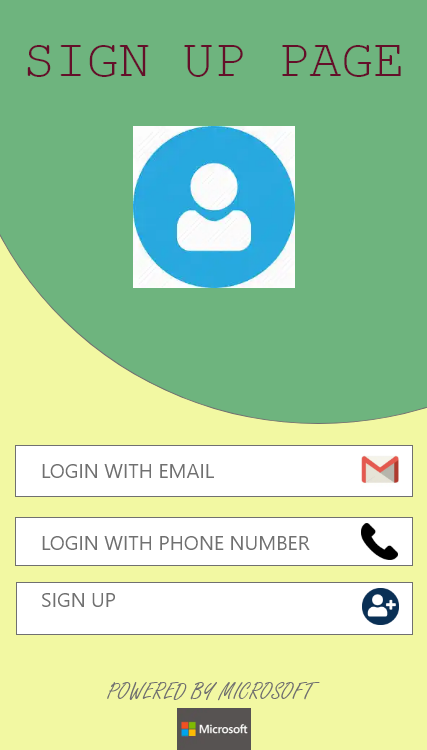 SIGN UP PAGE
LOGIN WITH EMAIL
LOGIN WITH PHONE NUMBER
SIGN UP
POWERED BY MICROSOFT
Microsoft